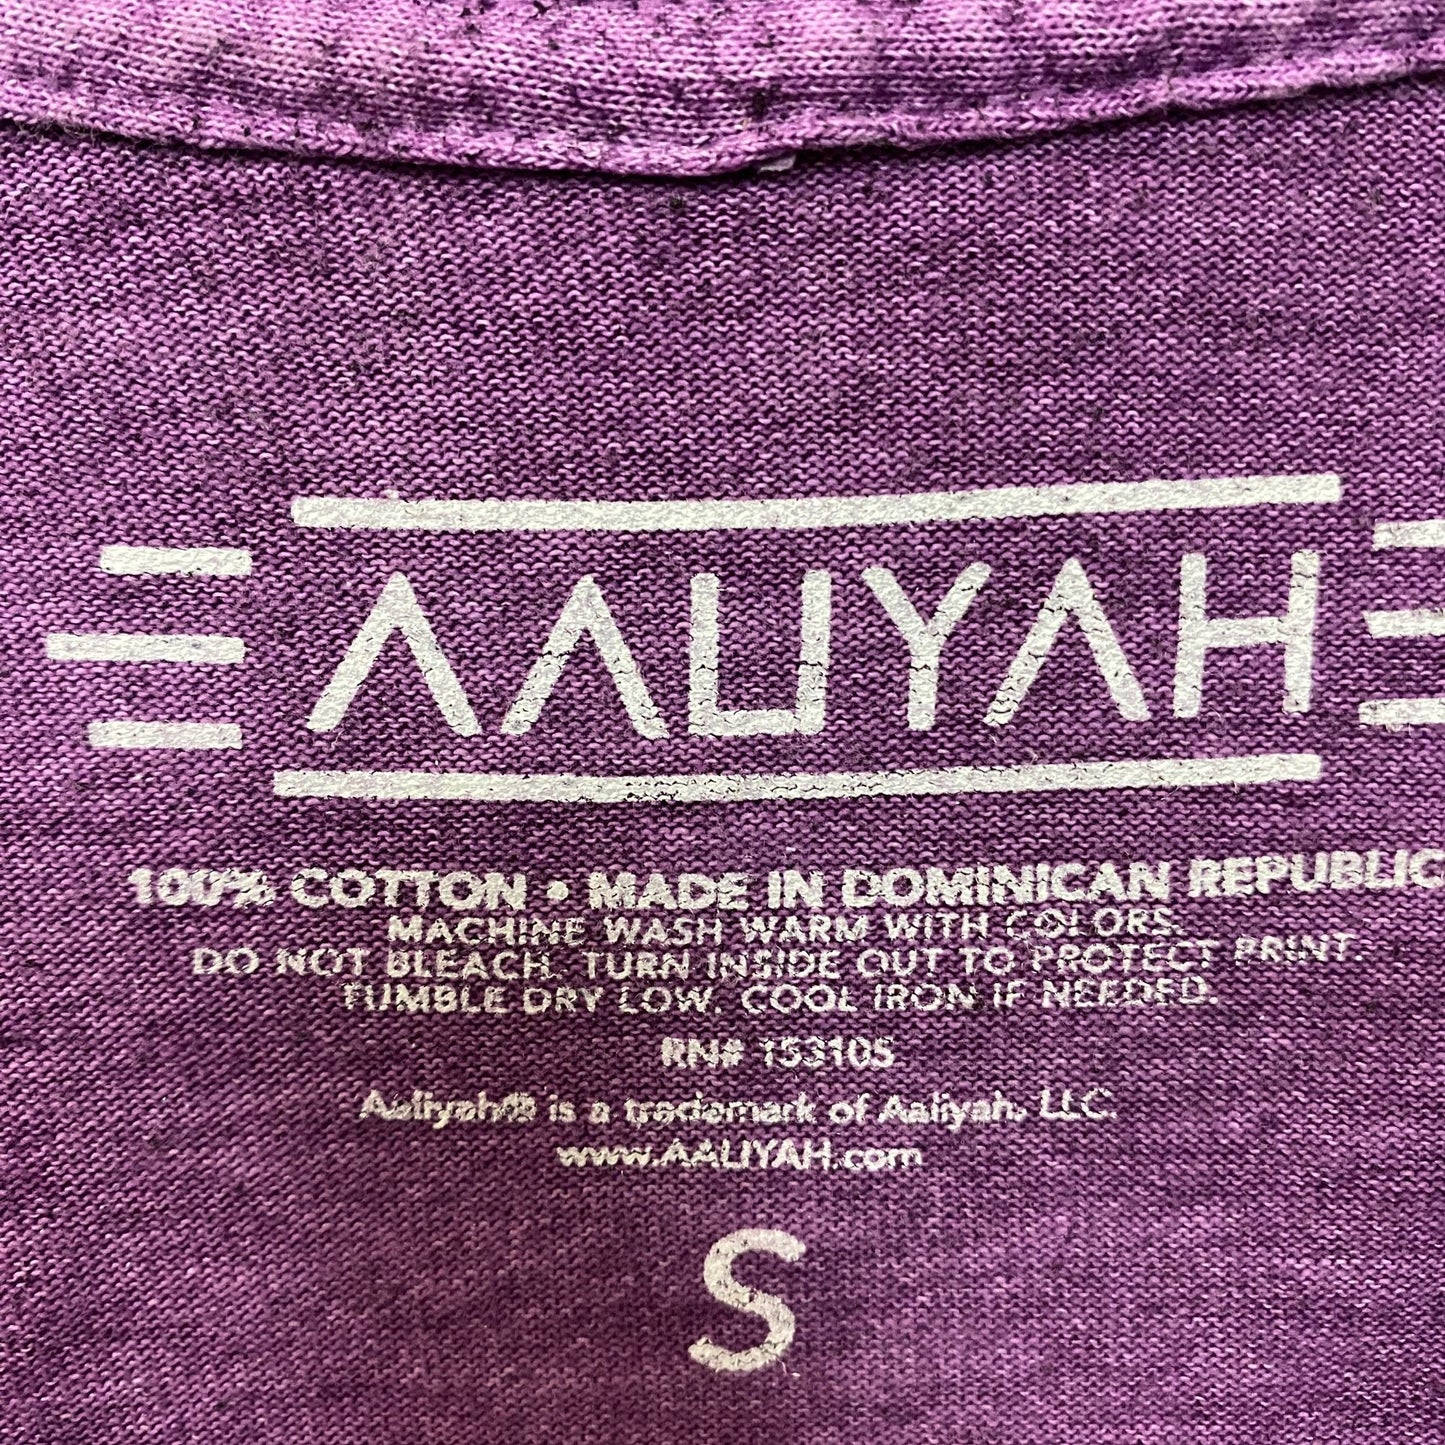 AALIYAH
100% COTTON • MADE IN DOMINICAN REPUBLIC.
MACHINE WASH WARM WITH COLORS.
DO NOT BLEACH. TURN INSIDE OUT TO PROTECT PRINT.
TUMBLE DRY LOW. COOL IRON IF NEEDED.
RN# 153105
Aaliyah® is a trademark of Aaliyah, LLC.
www.AALIYAH.com
S